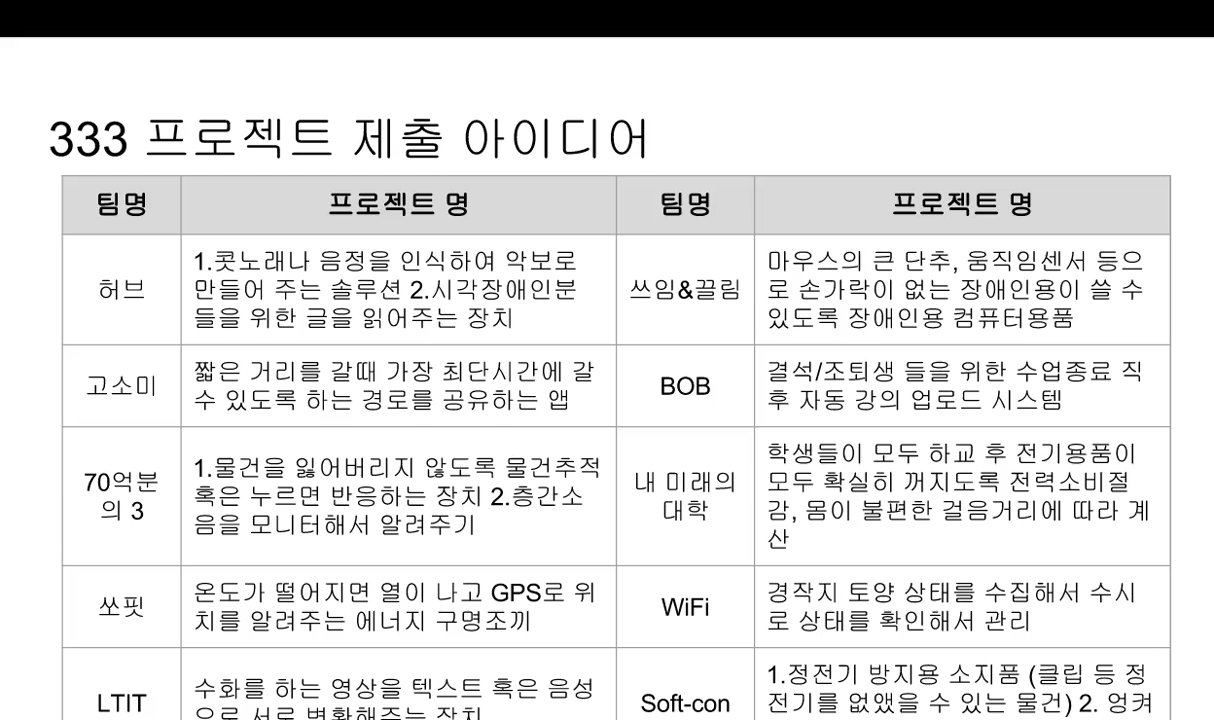 333 프로젝트 제출 아이디어
팀명
프로젝트 명
팀명
프로젝트 명
허브
1.콧노래나 음정을 인식하여 악보로
만들어 주는 솔루션 2.시각장애인분
들을 위한 글을 읽어주는 장치
쓰임&끌림
마우스의 큰 단추, 움직임센서 등으
로 손가락이 없는 장애인용이 쓸 수
있도록 장애인용 컴퓨터용품
고소미
짧은 거리를 갈때 가장 최단시간에 갈
수 있도록 하는 경로를 공유하는 앱
BOB
결석/조퇴생 들을 위한 수업종료 직
후 자동 강의 업로드 시스템
70억분
의 3
1.물건을 잃어버리지 않도록 물건추적
혹은 누르면 반응하는 장치 2.층간소
음을 모니터해서 알려주기
내 미래의
대학
학생들이 모두 하교 후 전기용품이
모두 확실히 꺼지도록 전력소비절
감, 몸이 불편한 걸음거리에 따라 계
산
쏘핏
온도가 떨어지면 열이 나고 GPS로 위
치를 알려주는 에너지 구명조끼
WiFi
경작지 토양 상태를 수집해서 수시
로 상태를 확인해서 관리
LTIT
수화를 하는 영상을 텍스트 혹은 음성
으로 서로 변환해주는 장치
Soft-con
1.정전기 방지용 소지품 (클립 등 정
전기를 없앴을 수 있는 물건) 2. 엉켜